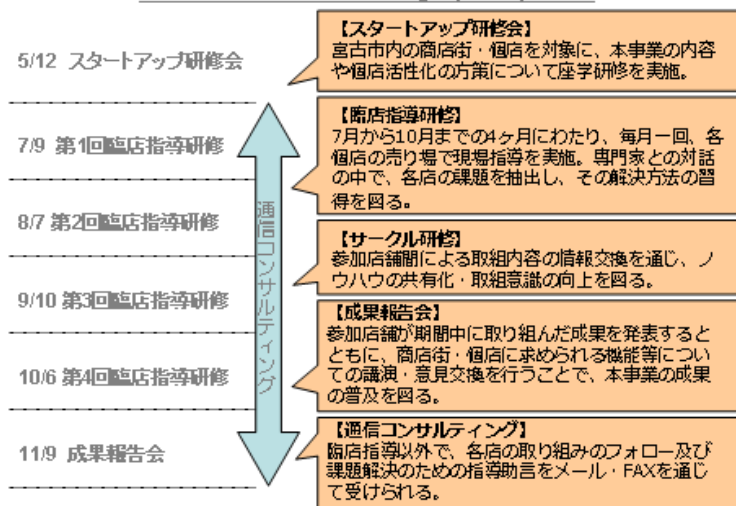 5/12 スタートアップ研修会
7/9 第1回臨店指導研修
8/7 第2回臨店指導研修
9/10 第3回臨店指導研修
10/6 第4回臨店指導研修
11/9 成果報告会
通信コンサルティング
【スタートアップ研修会】
宮古市内の商店街・個店を対象に、本事業の内容
や個店活性化の方策について座学研修を実施。
【臨店指導研修】
7月から10月までの4ヶ月にわたり、毎月一回、各
個店の売り場で現場指導を実施。専門家との対話
の中で、各店の課題を抽出し、その解決方法の習
得を図る。
【サークル研修】
参加店舗間による取組内容の情報交換を通じ、ノ
ウハウの共有化・取組意識の向上を図る。
【成果報告会】
参加店舗が期間中に取り組んだ成果を発表すると
ともに、商店街・個店に求められる機能等につい
ての講演・意見交換を行うことで、本事業の成果
の普及を図る。
【通信コンサルティング】
臨店指導以外で、各店の取り組みのフォロー及び
課題解決のための指導助言をメール・FAXを通じ
て受けられる。